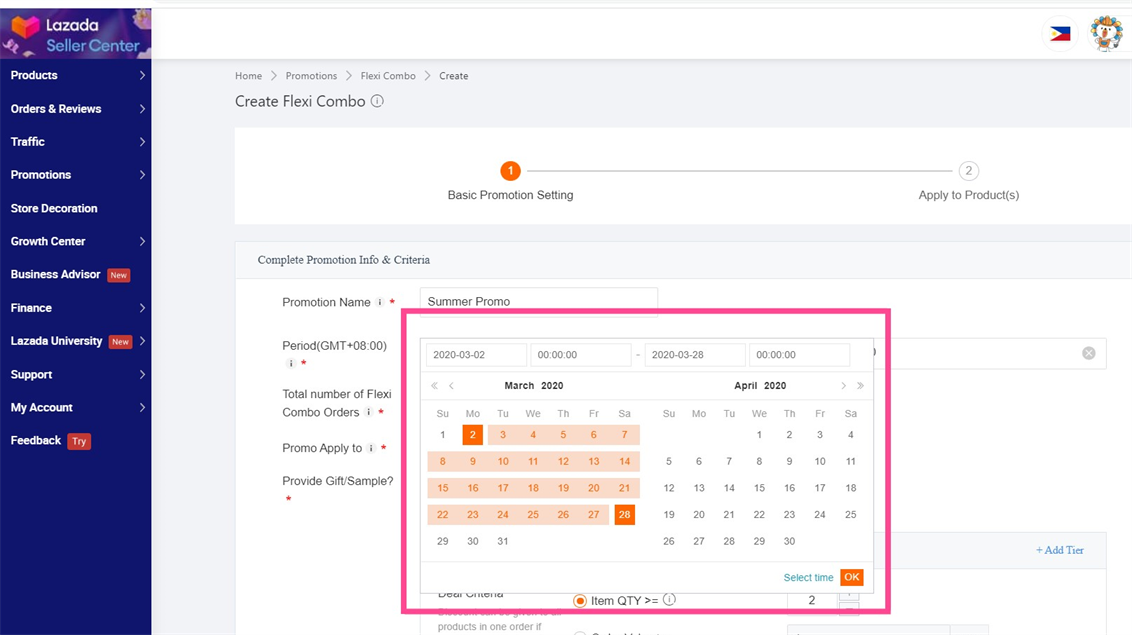 Lazada
Seller Center
Products
Orders & Reviews
Traffic
Promotions
Store Decoration
Growth Center
Business Advisor New
Finance
Lazada University New
Support
My Account
Feedback Try
Home > Promotions > Flexi Combo > Create
Create Flexi Combo
1 2
Basic Promotion Setting Apply to Product(s)
Complete Promotion Info & Criteria
Promotion Name i * Summer Promo
Period(GMT+08:00)
i *
Total number of Flexi
Combo Orders i *
Promo Apply to i *
Provide Gift/Sample?
*
2020-03-02 00:00:00 - 2020-03-28 00:00:00
« < March 2020 April 2020 > »
Su Mo Tu We Th Fr Sa Su Mo Tu We Th Fr Sa
1 2 3 4 5 6 7 1 2 3 4
8 9 10 11 12 13 14 5 6 7 8 9 10 11
15 16 17 18 19 20 21 12 13 14 15 16 17 18
22 23 24 25 26 27 28 19 20 21 22 23 24 25
29 30 31 26 27 28 29 30
Select time OK
+ Add Tier
Deal Criteria
Item QTY >= i 2
Discount can be given to all
products in one order if